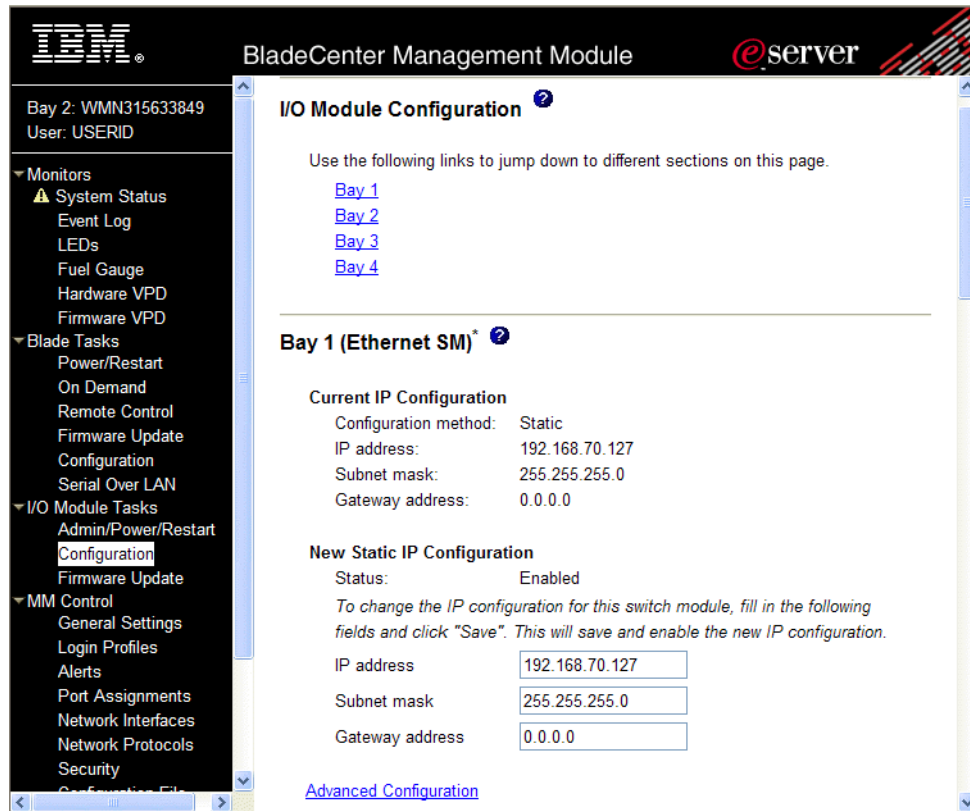 IBM®
BladeCenter Management Module
e server
Bay 2: WMN315633849
User: USERID
Monitors
System Status
Event Log
LEDs
Fuel Gauge
Hardware VPD
Firmware VPD
Blade Tasks
Power/Restart
On Demand
Remote Control
Firmware Update
Configuration
Serial Over LAN
I/O Module Tasks
Admin/Power/Restart
Configuration
Firmware Update
MM Control
General Settings
Login Profiles
Alerts
Port Assignments
Network Interfaces
Network Protocols
Security
Configuration File
I/O Module Configuration ?
Use the following links to jump down to different sections on this page.
Bay 1
Bay 2
Bay 3
Bay 4
Bay 1 (Ethernet SM)* ?
Current IP Configuration
Configuration method: Static
IP address: 192.168.70.127
Subnet mask: 255.255.255.0
Gateway address: 0.0.0.0
New Static IP Configuration
Status: Enabled
To change the IP configuration for this switch module, fill in the following
fields and click "Save". This will save and enable the new IP configuration.
IP address 192.168.70.127
Subnet mask 255.255.255.0
Gateway address 0.0.0.0
Advanced Configuration